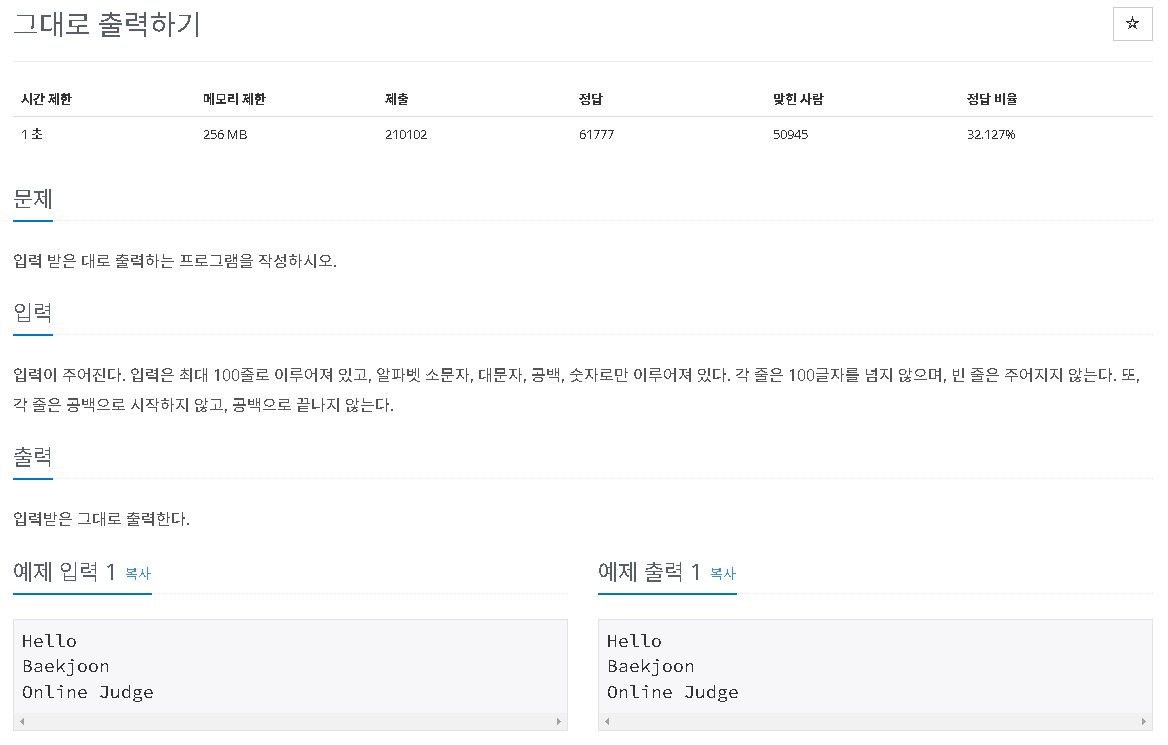 그대로 출력하기
☆
시간 제한 메모리 제한 제출 정답 맞힌 사람 정답 비율
1 초 256 MB 210102 61777 50945 32.127%
문제
입력 받은 대로 출력하는 프로그램을 작성하시오.
입력
입력이 주어진다. 입력은 최대 100줄로 이루어져 있고, 알파벳 소문자, 대문자, 공백, 숫자로만 이루어져 있다. 각 줄은 100글자를 넘지 않으며, 빈 줄은 주어지지 않는다. 또,
각 줄은 공백으로 시작하지 않고, 공백으로 끝나지 않는다.
출력
입력받은 그대로 출력한다.
예제 입력 1 복사
Hello
Baekjoon
Online Judge
예제 출력 1 복사
Hello
Baekjoon
Online Judge